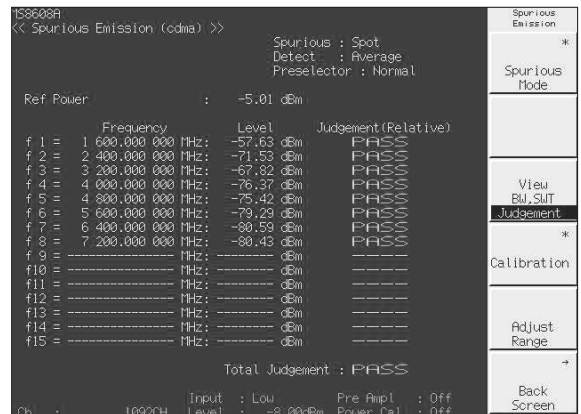 MS8608A
<< Spurious Emission (cdma) >>
Spurious : Spot
Detect : Average
Preselector : Normal
Ref Power : -5.01 dBm
Frequency Level Judgement(Relative)
f 1 = 1 600.000 000 MHz: -57.63 dBm PASS
f 2 = 2 400.000 000 MHz: -71.53 dBm PASS
f 3 = 3 200.000 000 MHz: -67.82 dBm PASS
f 4 = 4 000.000 000 MHz: -76.37 dBm PASS
f 5 = 4 800.000 000 MHz: -75.42 dBm PASS
f 6 = 5 600.000 000 MHz: -79.29 dBm PASS
f 7 = 6 400.000 000 MHz: -80.59 dBm PASS
f 8 = 7 200.000 000 MHz: -80.43 dBm PASS
f 9 = --------------- MHz: -------- dBm -----
f10 = --------------- MHz: -------- dBm -----
f11 = --------------- MHz: -------- dBm -----
f12 = --------------- MHz: -------- dBm -----
f13 = --------------- MHz: -------- dBm -----
f14 = --------------- MHz: -------- dBm -----
f15 = --------------- MHz: -------- dBm -----
Total Judgement : PASS
Input : Low Pre Ampl : Off
Ch : 1092CH Level : -8.00dBm Power Cal : Off
Spurious
Emission
*
Spurious
Mode
View
BW,SWT
Judgement
*
Calibration
Adjust
Range
→
Back
Screen